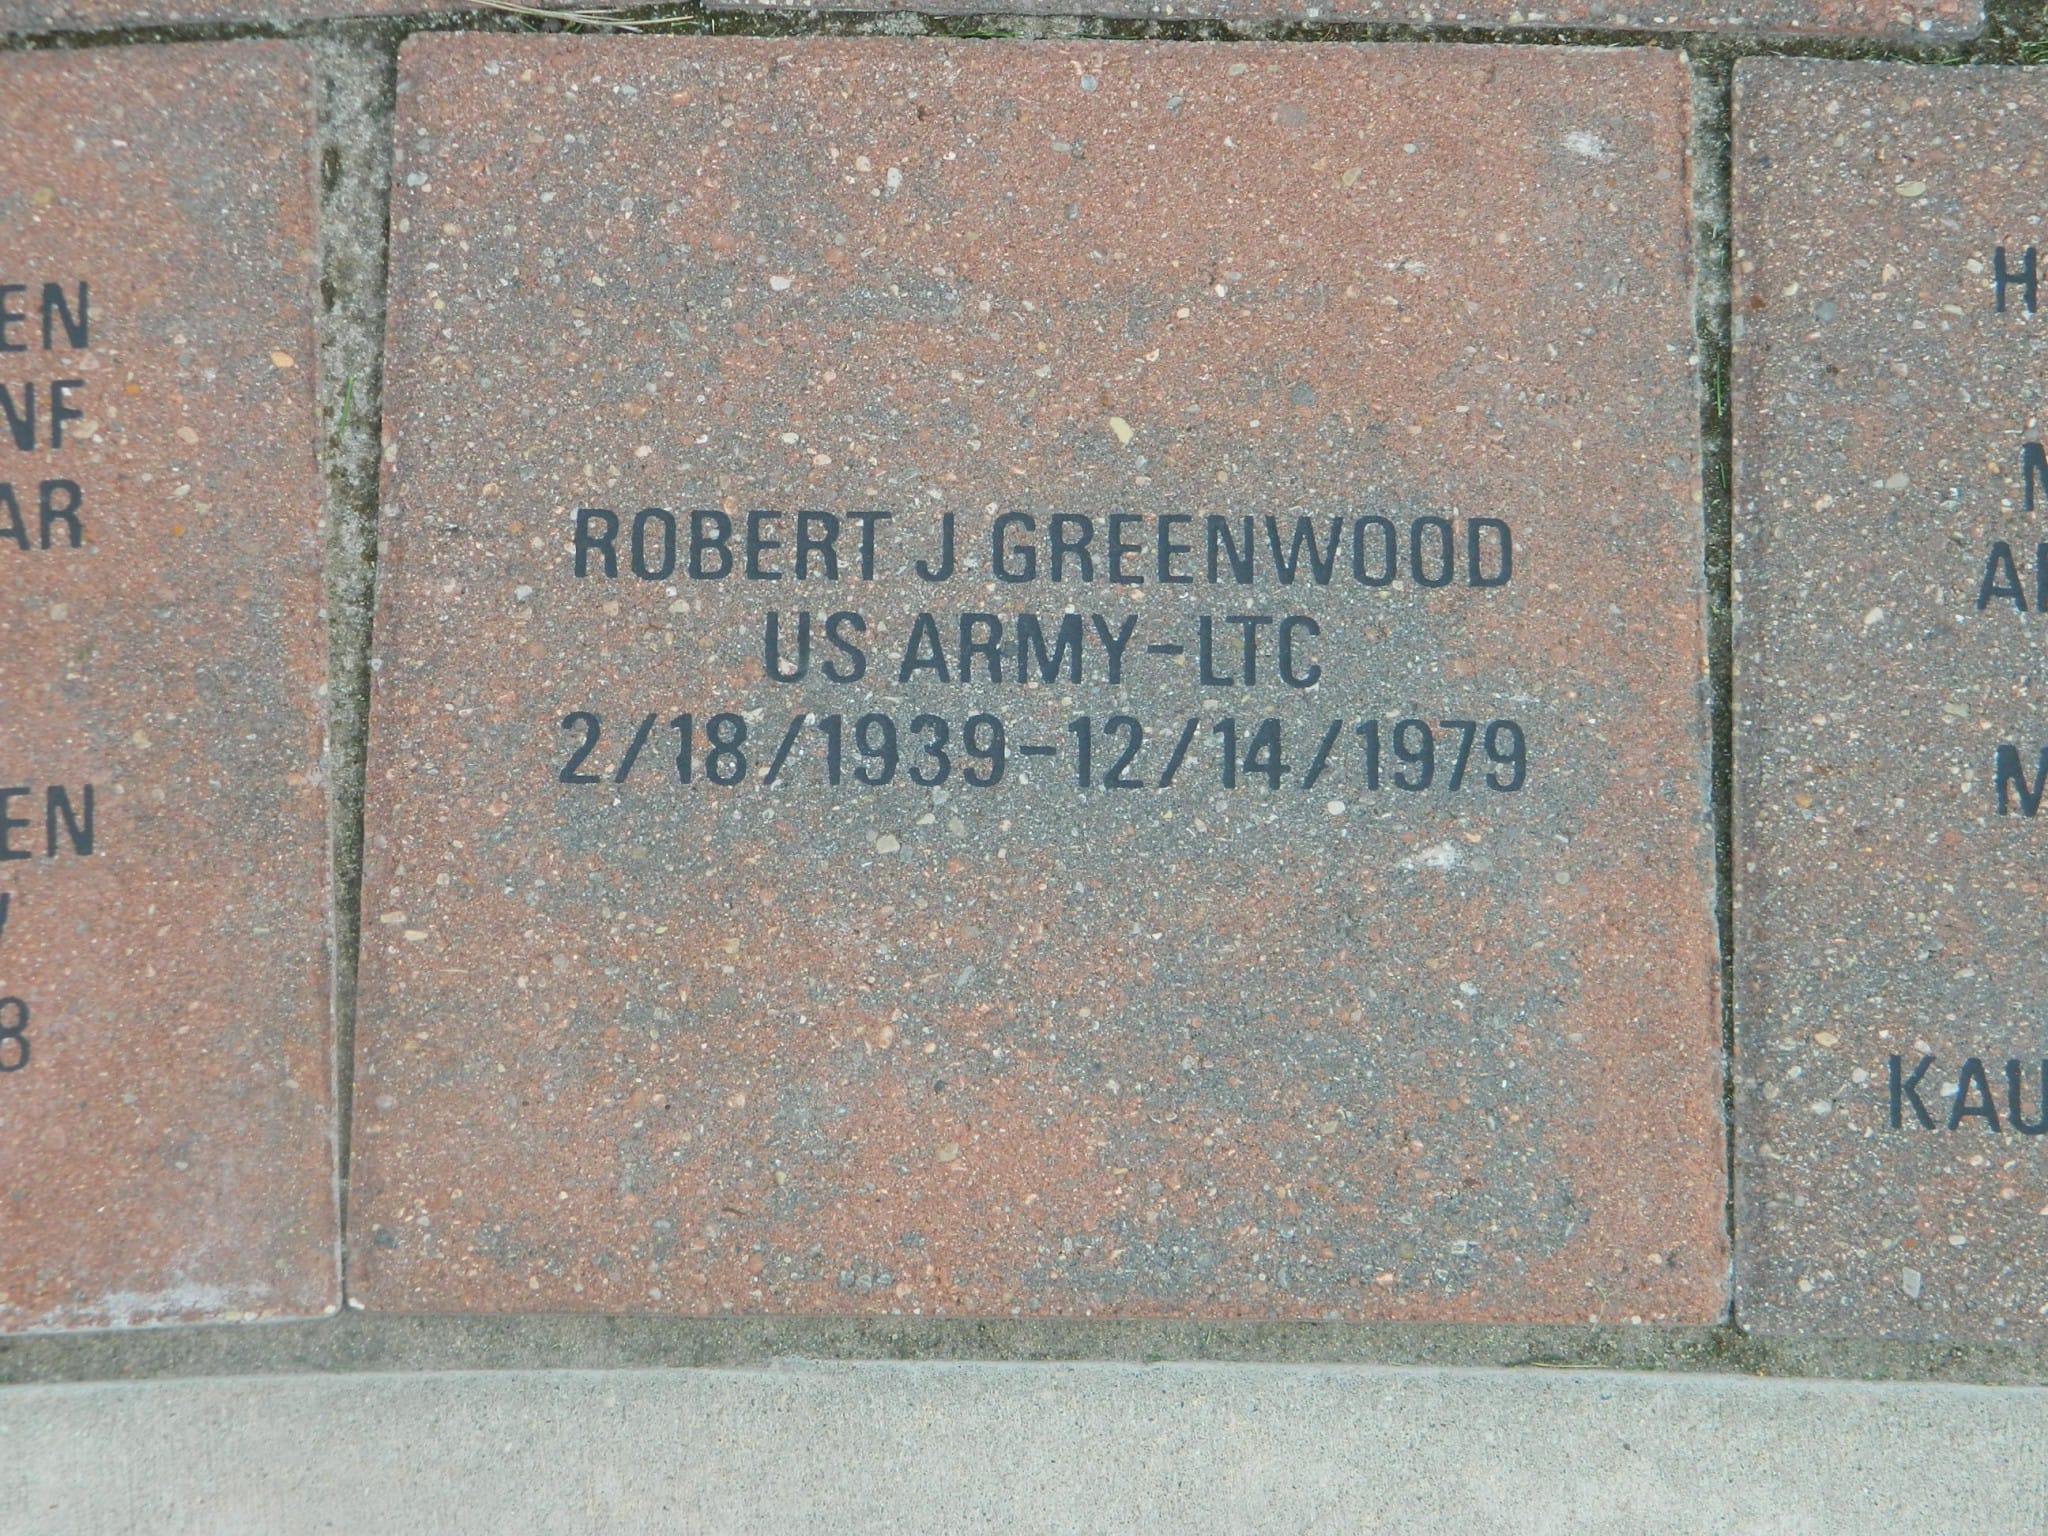 ROBERT J GREENWOOD
US ARMY-LTC
2/18/1939-12/14/1979